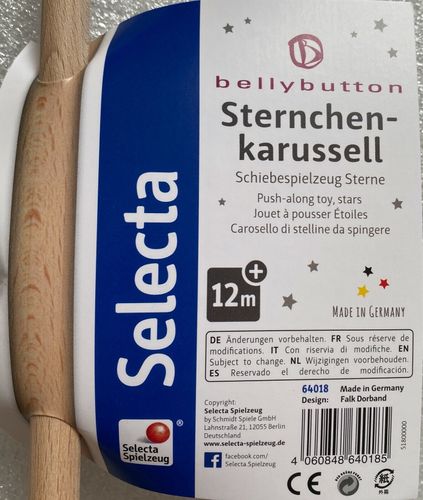 bellybutton
Sternchen-
karussell
Schiebespielzeug Sterne
Push-along toy, stars
Jouet à pousser Étoiles
Carosello di stelline da spingere
Selecta
12m+
MADE IN GERMANY
DE Änderungen vorbehalten. FR Sous réserve de
modifications. IT Con riserva di modifiche. EN
Subject to change. NL Wijzigingen voorbehouden.
ES Reservado el derecho de modificación.
64018 Made in Germany
Design: Falk Dorband
Copyright:
Selecta Spielzeug
by Schmidt Spiele GmbH
Lahnstraße 21, 12055 Berlin
Deutschland
www.selecta-spielzeug.de
facebook.com/
Selecta.Spielzeug
Selecta
Spielzeug
®
4 060848 640185
51800000
CE
紙
外箱